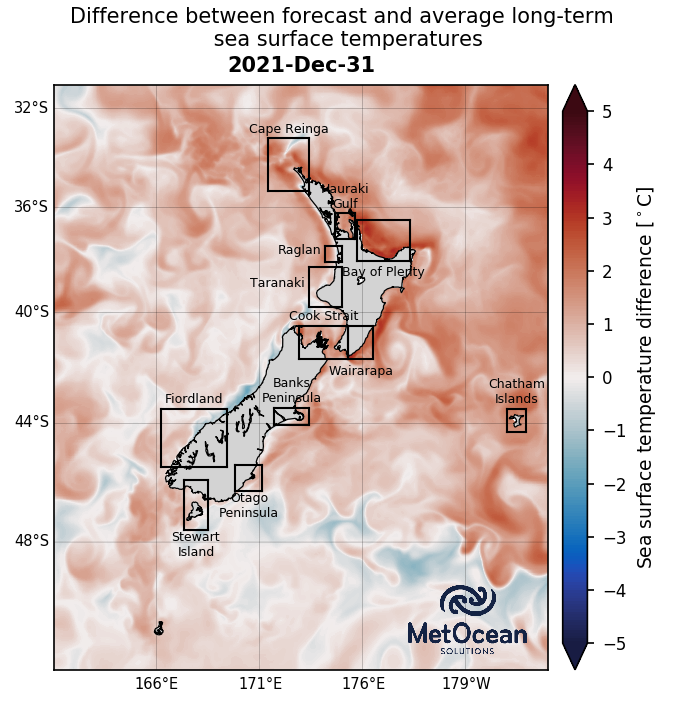 Difference between forecast and average long-term
sea surface temperatures
2021-Dec-31
32°S
36°S
40°S
44°S
48°S
166°E
171°E
176°E
179°W
Cape Reinga
Hauraki
Gulf
Raglan
Bay of Plenty
Taranaki
Cook Strait
Wairarapa
Banks
Peninsula
Fiordland
Chatham
Islands
Otago
Peninsula
Stewart
Island
MetOcean
SOLUTIONS
5
4
3
2
1
0
−1
−2
−3
−4
−5
Sea surface temperature difference [°C]